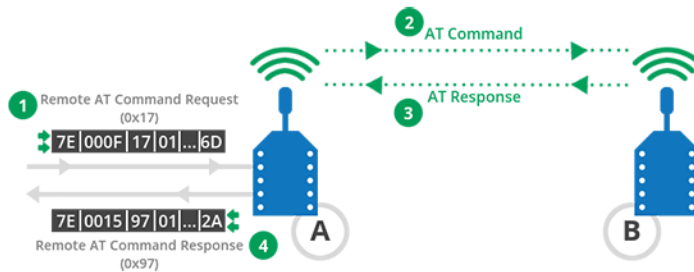 2 AT Command
1 Remote AT Command Request
(0x17)
7E|000F|17|01|...|6D
AT Response
3
7E|0015|97|01|...|2A
Remote AT Command Response 4
(0x97)
A
B